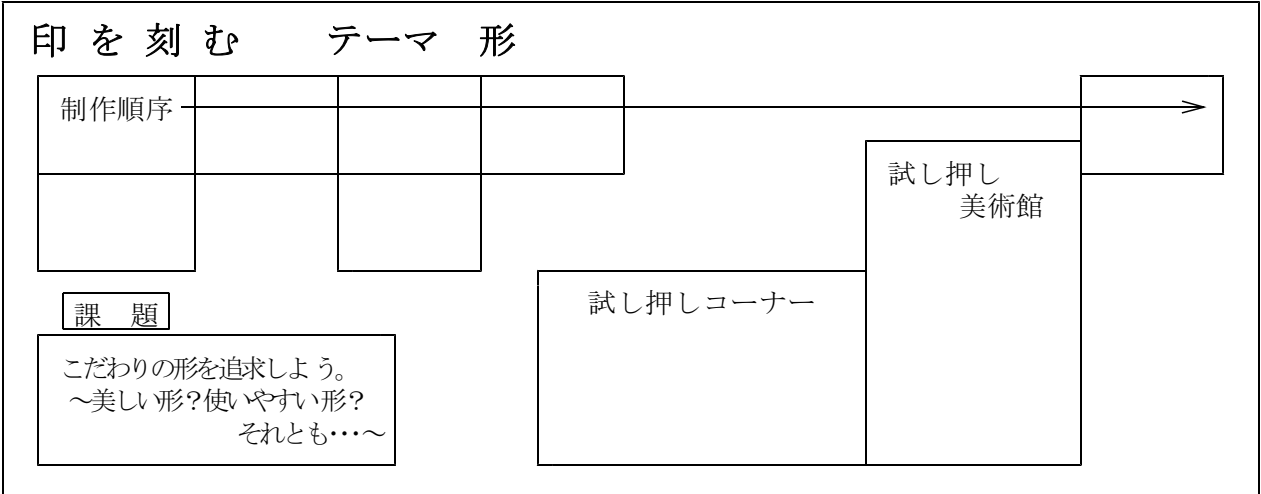 印を刻む　テーマ　形
制作順序
試し押し
美術館
試し押しコーナー
課　題
こだわりの形を追求しよう。
～美しい形？使いやすい形？
それとも・・・～